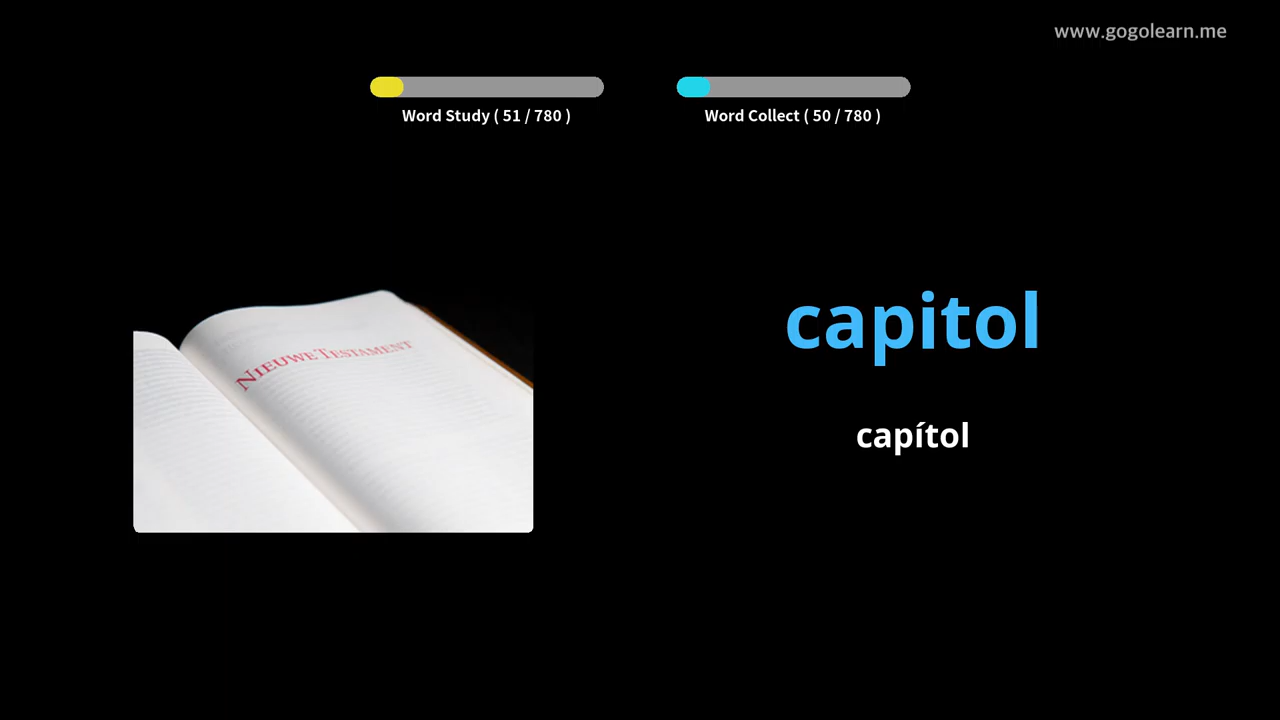 www.gogolearn.me
Word Study ( 51 / 780 )
Word Collect ( 50 / 780 )
NIEUWE TESTAMENT
capitol
capítol